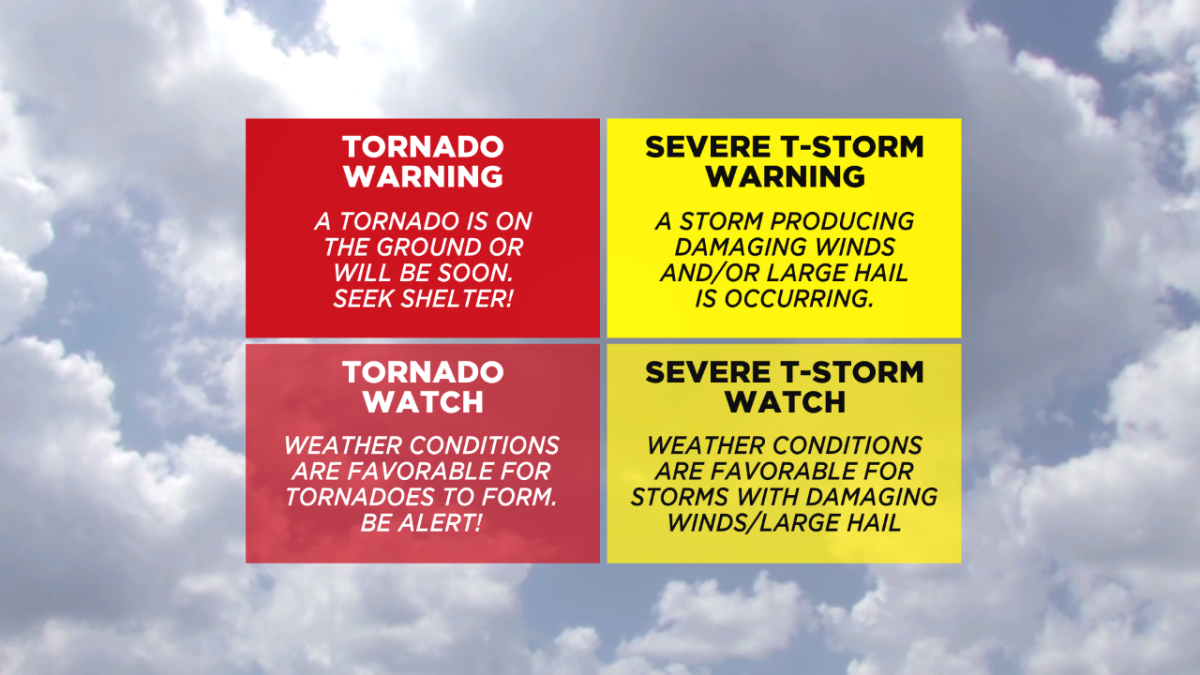 TORNADO
WARNING
A TORNADO IS ON
THE GROUND OR
WILL BE SOON.
SEEK SHELTER!
SEVERE T-STORM
WARNING
A STORM PRODUCING
DAMAGING WINDS
AND/OR LARGE HAIL
IS OCCURRING.
TORNADO
WATCH
WEATHER CONDITIONS
ARE FAVORABLE FOR
TORNADOES TO FORM.
BE ALERT!
SEVERE T-STORM
WATCH
WEATHER CONDITIONS
ARE FAVORABLE FOR
STORMS WITH DAMAGING
WINDS/LARGE HAIL